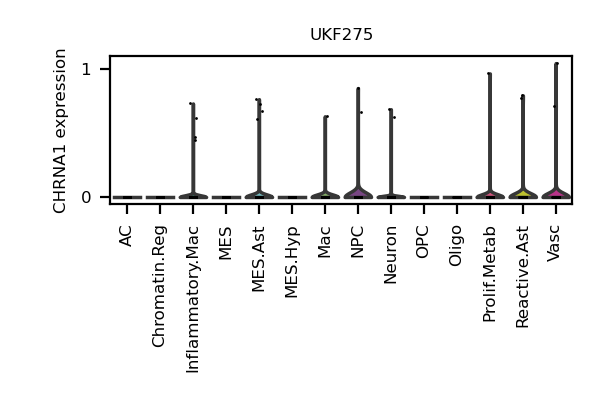 UKF275
CHRNA1 expression
1
0
AC
Chromatin.Reg
Inflammatory.Mac
MES
MES.Ast
MES.Hyp
Mac
NPC
Neuron
OPC
Oligo
Prolif.Metab
Reactive.Ast
Vasc